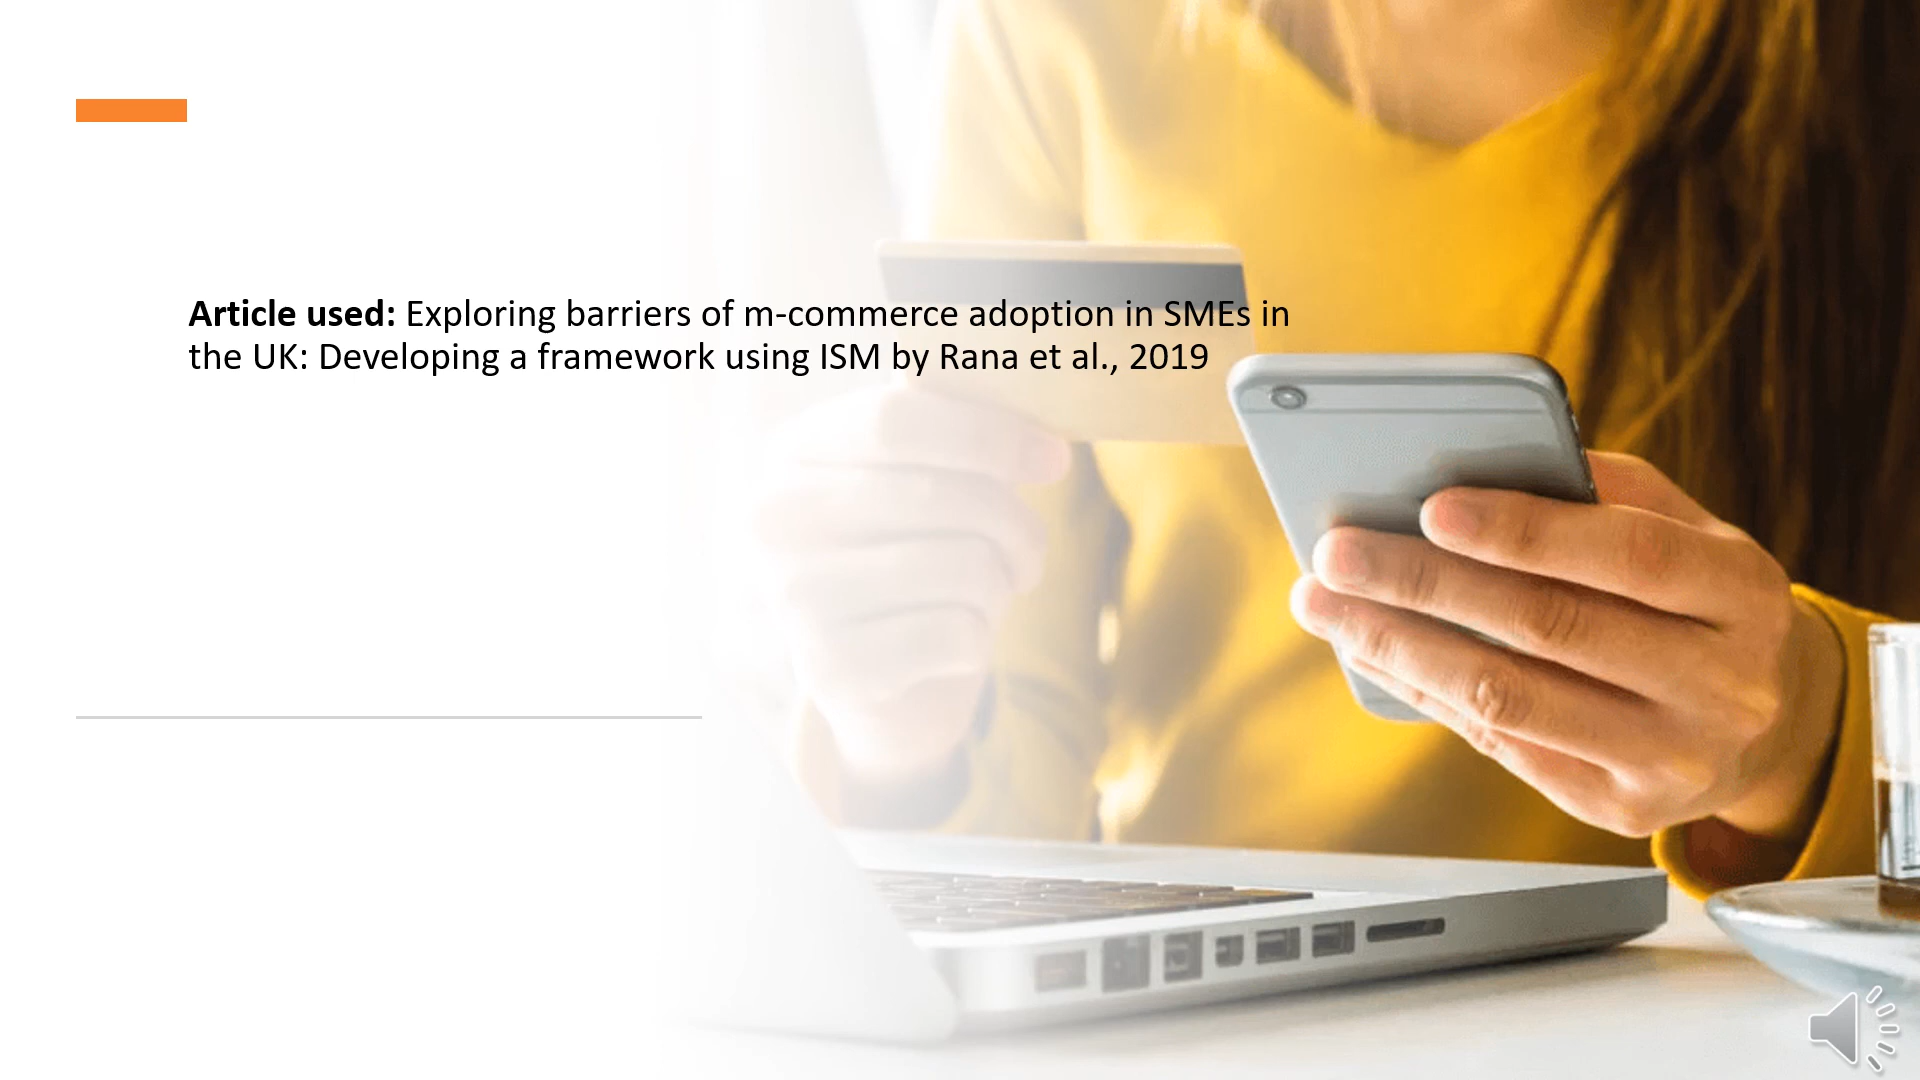 Article used: Exploring barriers of m-commerce adoption in SMEs in
the UK: Developing a framework using ISM by Rana et al., 2019